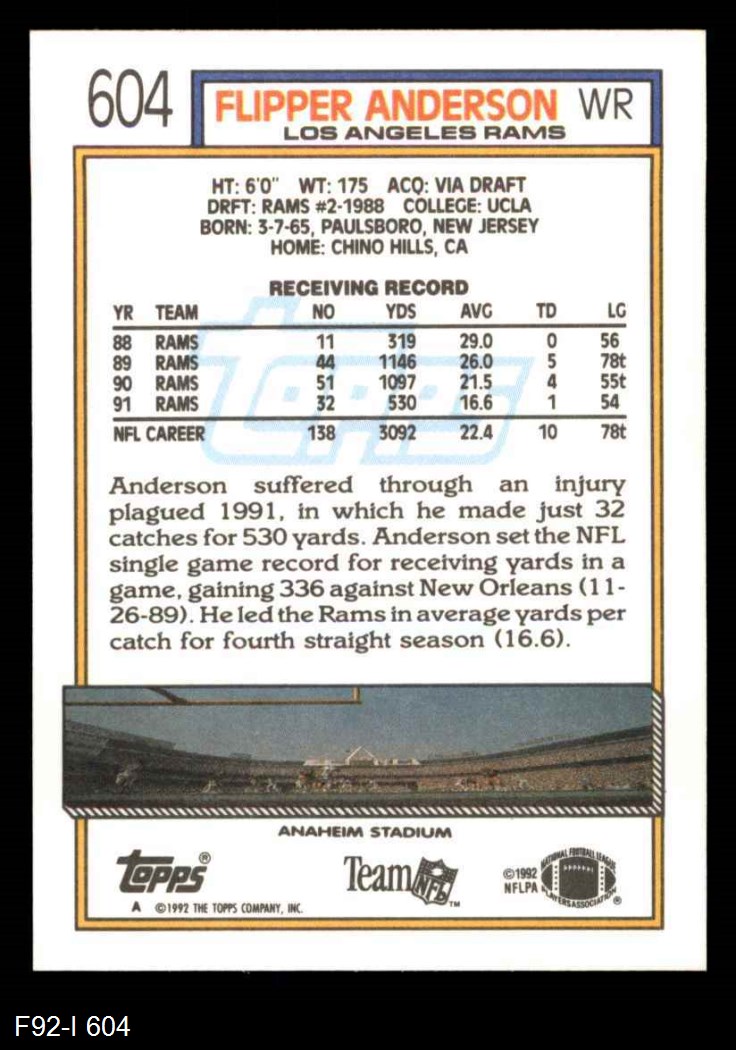 604 FLIPPER ANDERSON WR
LOS ANGELES RAMS
HT: 6'0" WT: 175 ACQ: VIA DRAFT
DRFT: RAMS #2-1988 COLLEGE: UCLA
BORN: 3-7-65, PAULSBORO, NEW JERSEY
HOME: CHINO HILLS, CA
RECEIVING RECORD
YR TEAM NO YDS AVG TD LG
88 RAMS 11 319 29.0 0 56
89 RAMS 44 1146 26.0 5 78t
90 RAMS 51 1097 21.5 4 55t
91 RAMS 32 530 16.6 1 54
NFL CAREER 138 3092 22.4 10 78t
Topps
Anderson suffered through an injury
plagued 1991, in which he made just 32
catches for 530 yards. Anderson set the NFL
single game record for receiving yards in a
game, gaining 336 against New Orleans (11-
26-89). He led the Rams in average yards per
catch for fourth straight season (16.6).
ANAHEIM STADIUM
Topps®
Team NFL™
©1992
NFLPA
NATIONAL FOOTBALL LEAGUE
PLAYERS ASSOCIATION ®
A ©1992 THE TOPPS COMPANY, INC.
F92-I 604